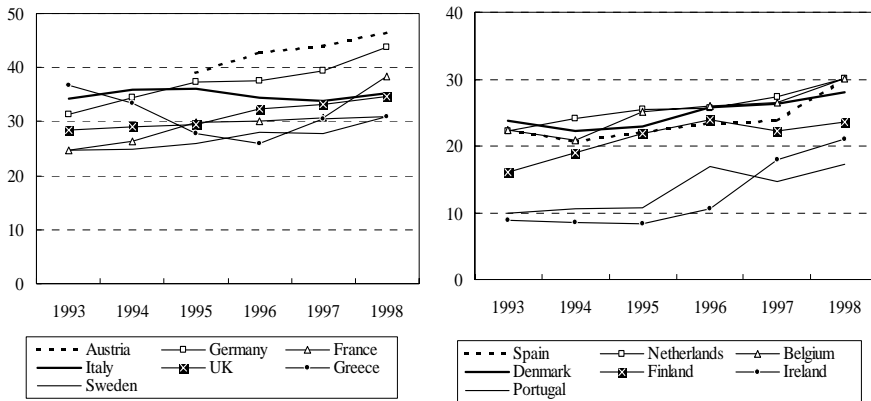 50
40
30
20
10
0
1993 1994 1995 1996 1997 1998
Austria Germany France
Italy UK Greece
Sweden
40
30
20
10
0
1993 1994 1995 1996 1997 1998
Spain Netherlands Belgium
Denmark Finland Ireland
Portugal